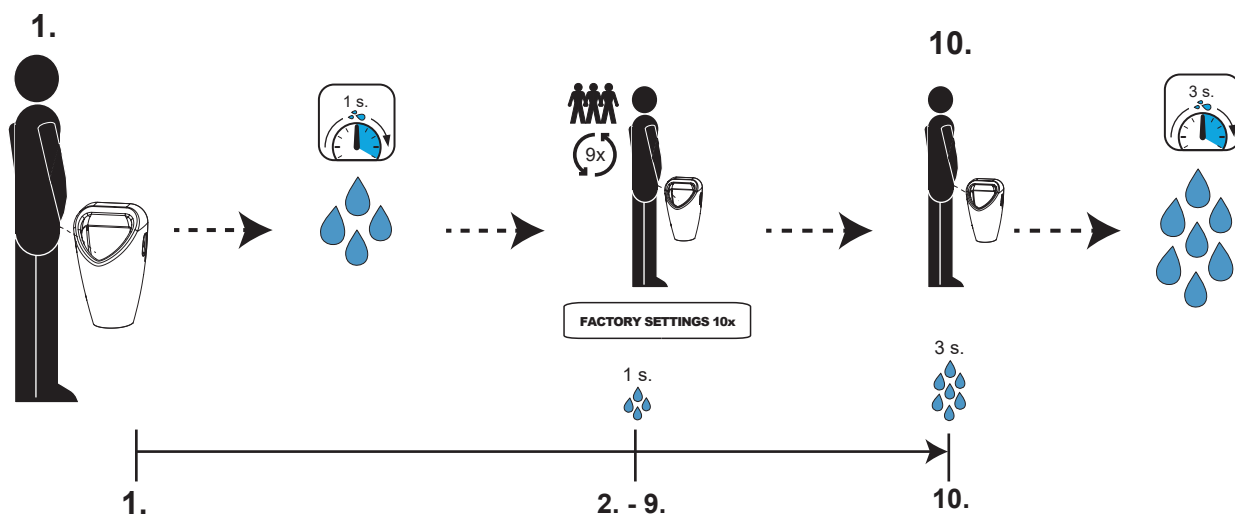 1.
10.
1 s.
9x
3 s.
FACTORY SETTINGS 10x
1 s.
3 s.
1.
2. - 9.
10.